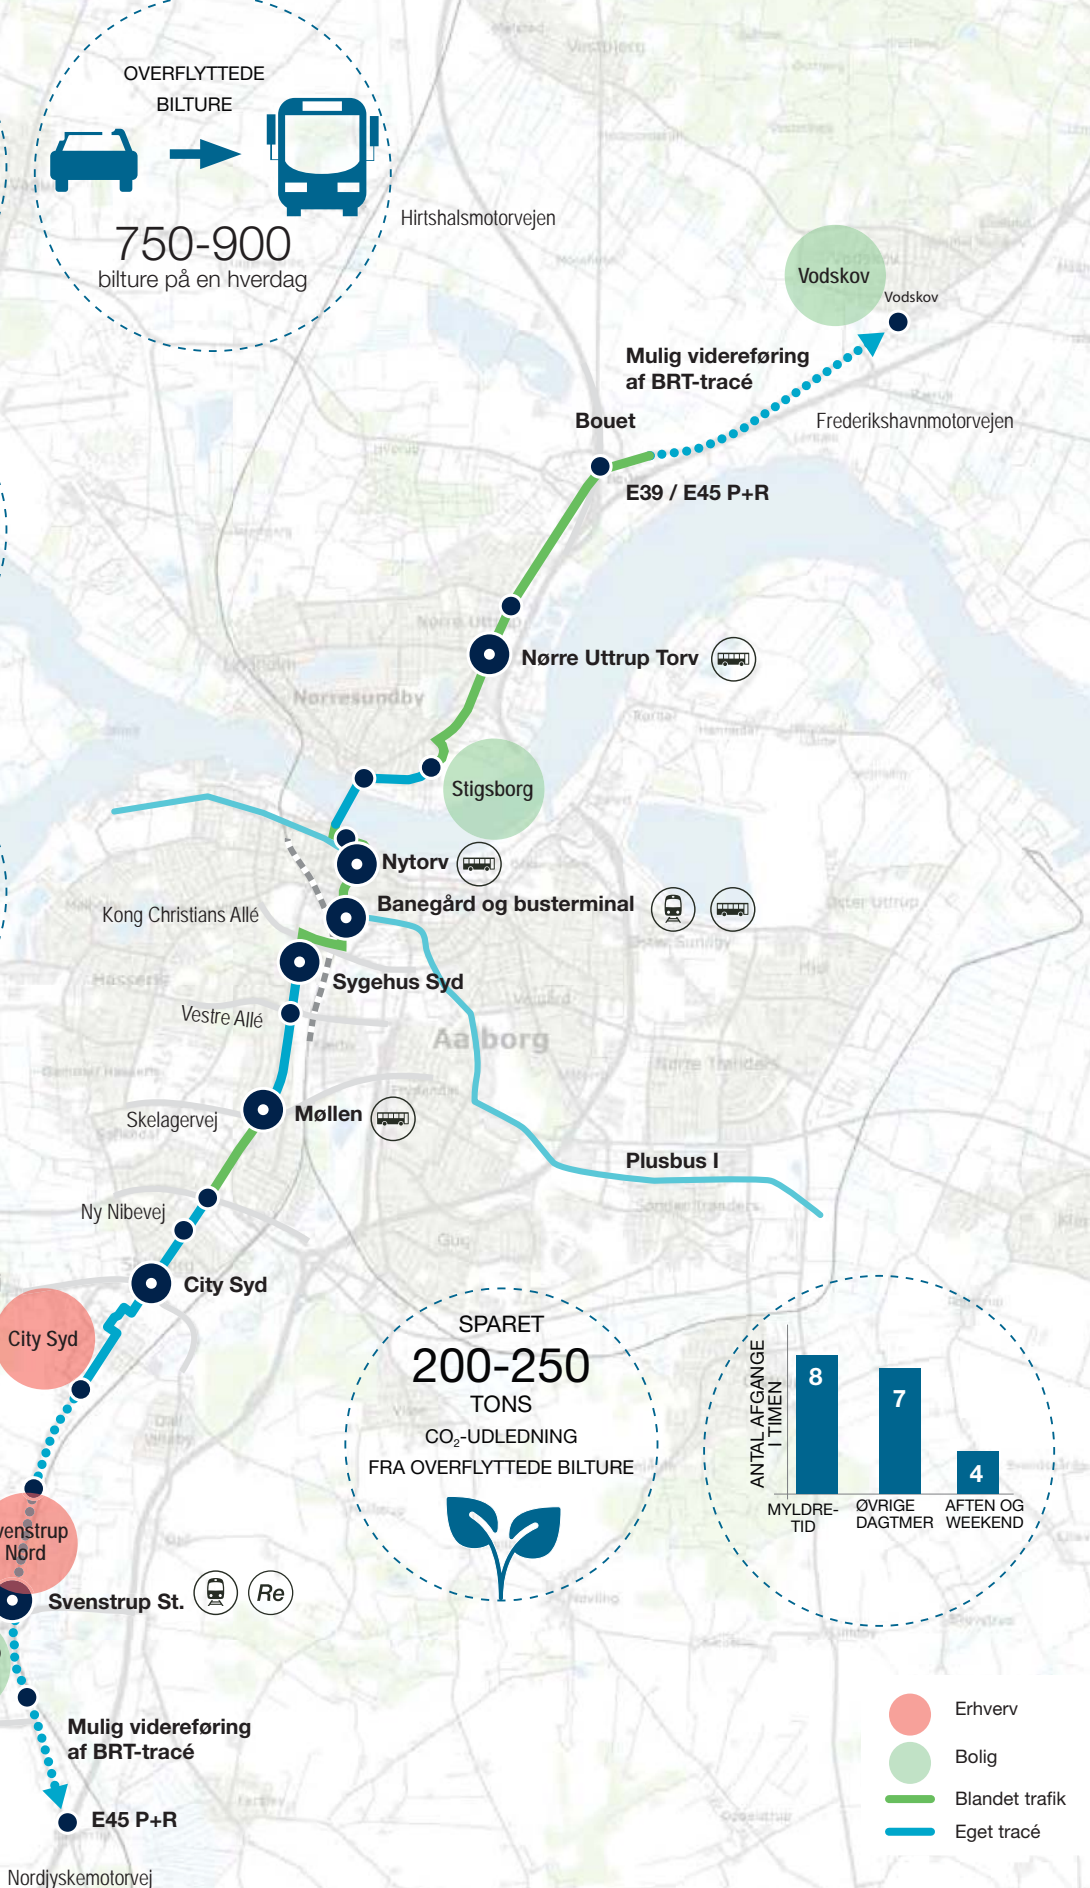 OVERFLYTTEDE
BILTURE
750-900
bilture på en hverdag
Hirtshalsmotorvejen
Vodskov
Vodskov
Mulig videreføring
af BRT-tracé
Frederikshavnmotorvejen
Bouet
E39 / E45 P+R
Nørre Uttrup Torv
Nørresundby
Stigsborg
Nytorv
Banegård og busterminal
Kong Christians Allé
Sygehus Syd
Vestre Allé
Aalborg
Skelagervej
Møllen
Plusbus I
Ny Nibevej
City Syd
City Syd
SPARET
200-250
TONS
CO₂-UDLEDNING
FRA OVERFLYTTEDE BILTURE
ANTAL AFGANGE
I TIMEN
8
7
4
MYLDRE-
TID
ØVRIGE
DAGTMER
AFTEN OG
WEEKEND
venstrup
Nord
Svenstrup St.
Re
Mulig videreføring
af BRT-tracé
E45 P+R
Nordjyskemotorvej
Erhverv
Bolig
Blandet trafik
Eget tracé